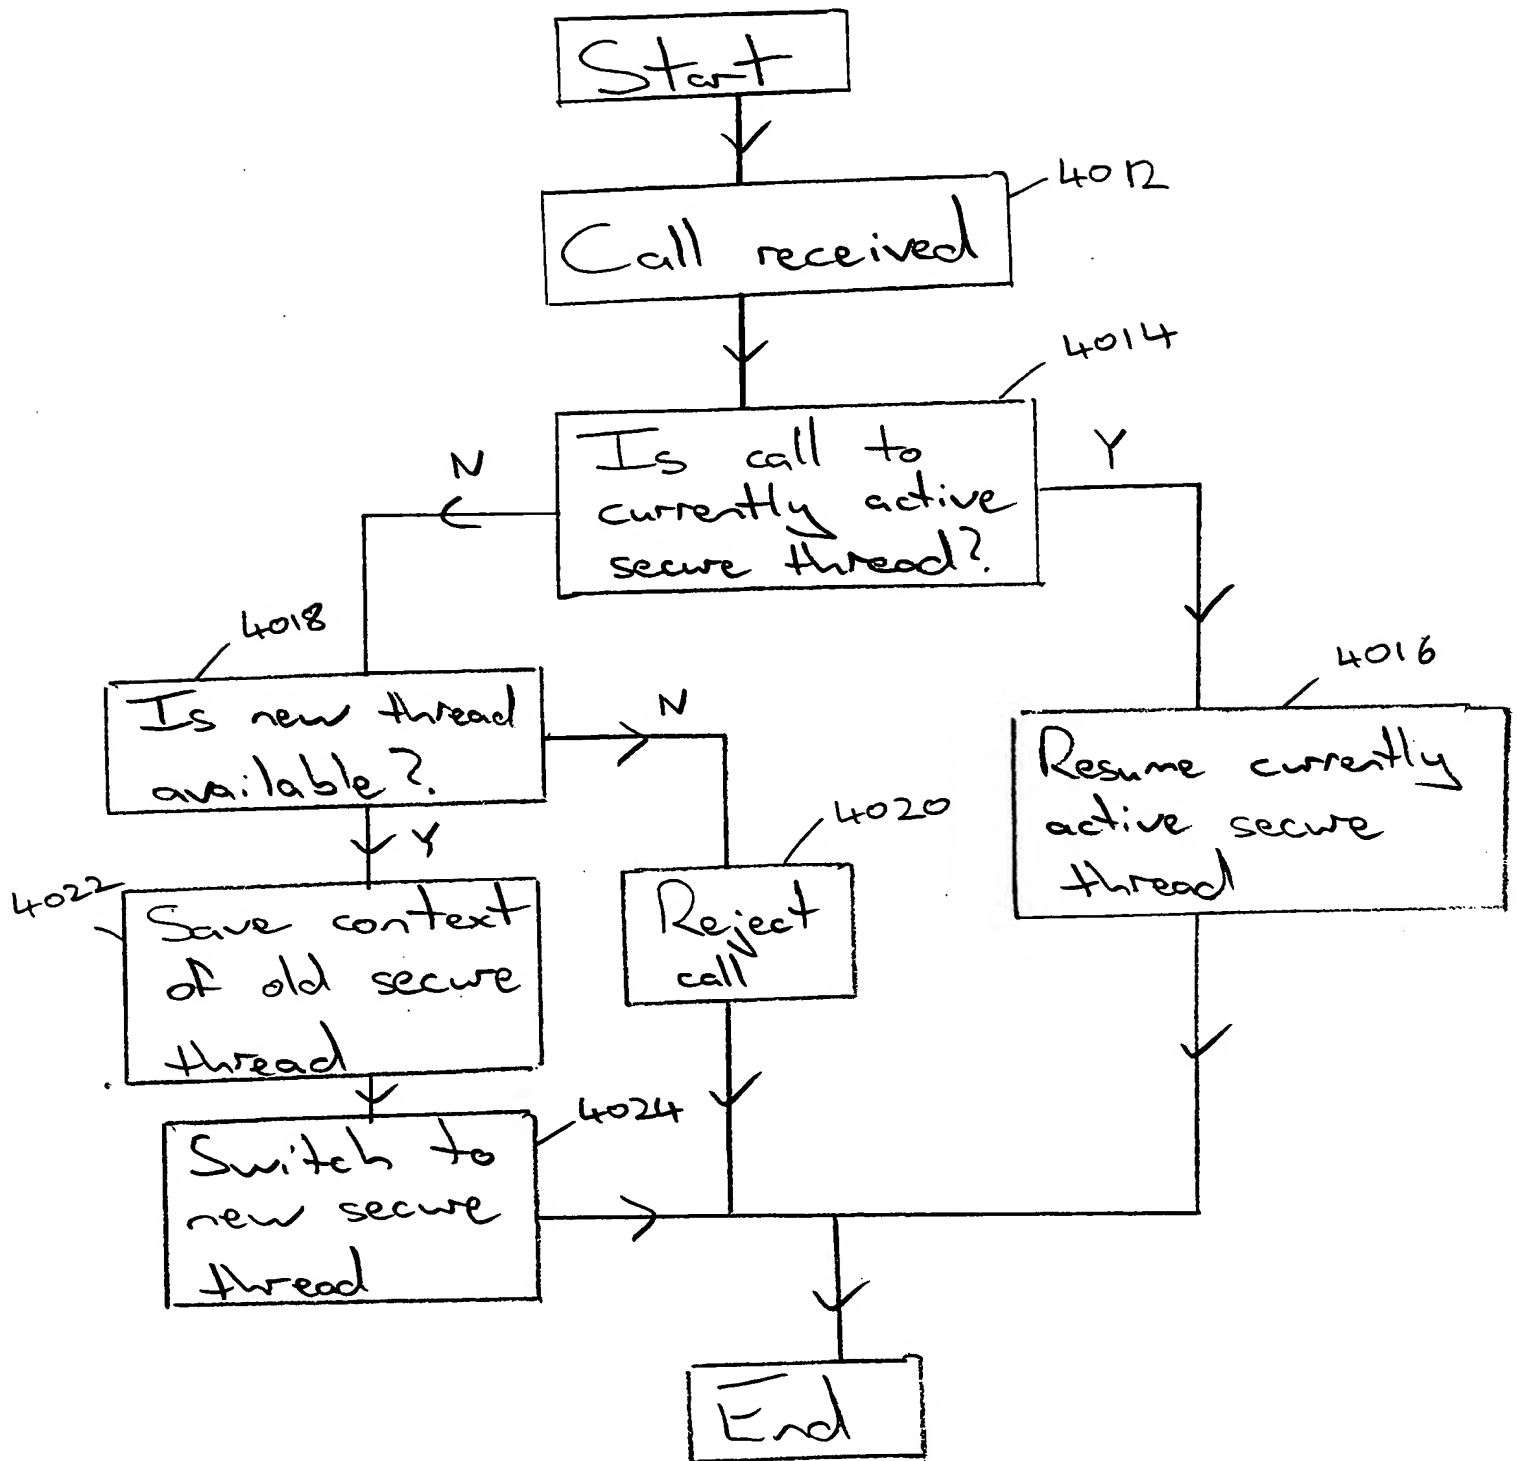 Start
4012
Call received
4014
Is call to
currently active
secure thread?
N
Y
4018
Is new thread
available?
N
Y
4016
Resume currently
active secure
thread
4020
Reject
call
4022
Save context
of old secure
thread
4024
Switch to
new secure
thread
End